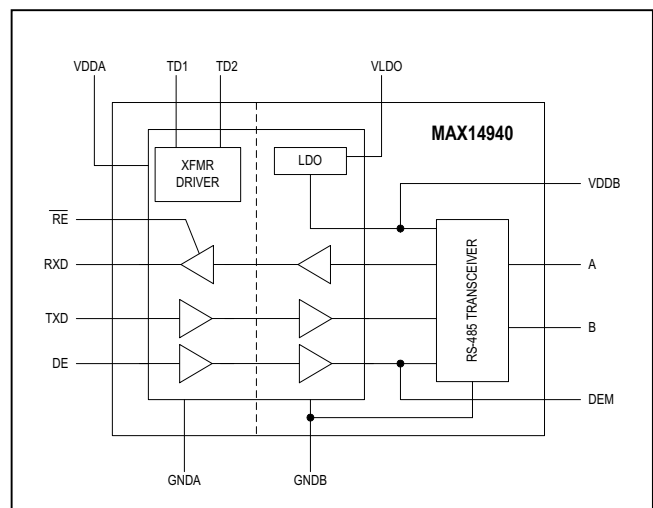 VDDA
TD1
TD2
VLDO
MAX14940
XFMR
DRIVER
LDO
VDDB
RE
RXD
A
TXD
B
DE
RS-485 TRANSCEIVER
DEM
GNDA
GNDB